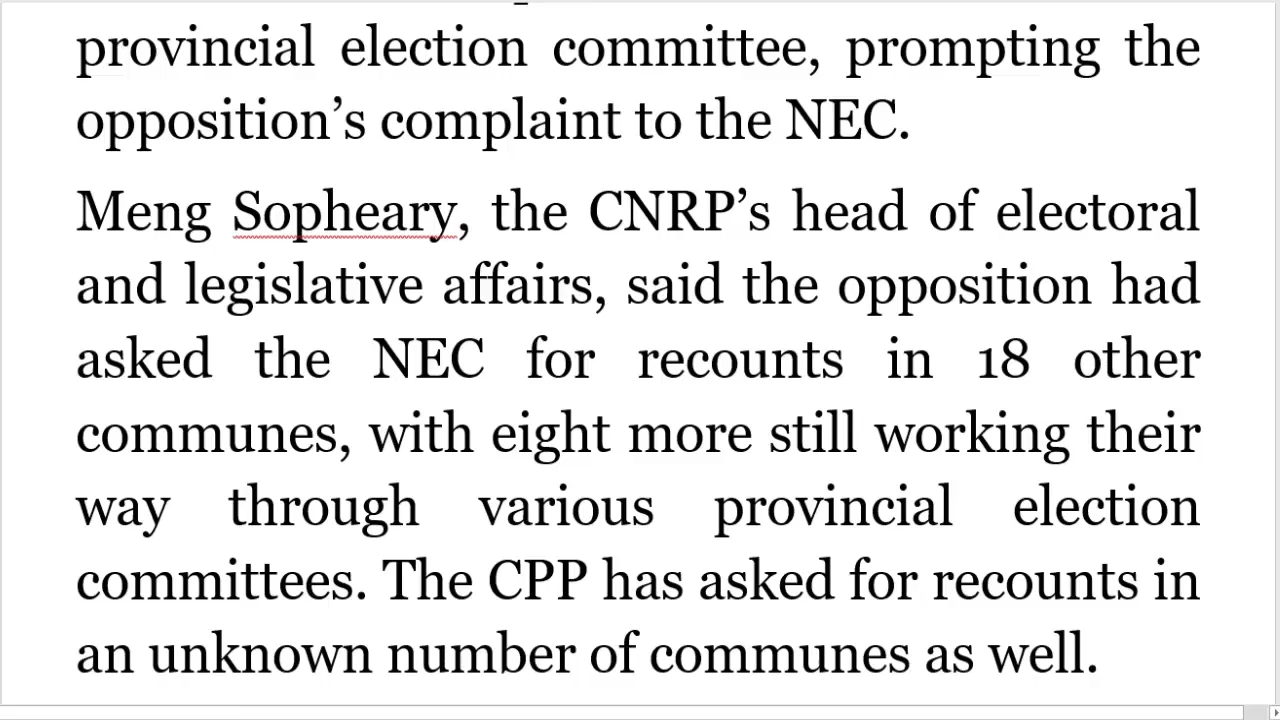 provincial election committee, prompting the
opposition’s complaint to the NEC.
Meng Sopheary, the CNRP’s head of electoral
and legislative affairs, said the opposition had
asked the NEC for recounts in 18 other
communes, with eight more still working their
way through various provincial election
committees. The CPP has asked for recounts in
an unknown number of communes as well.